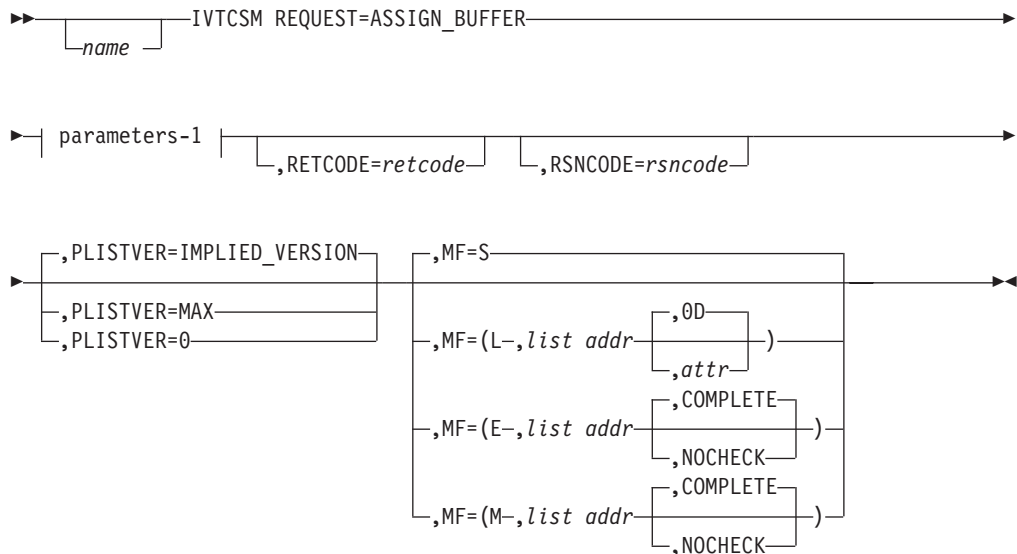 IVTCSM REQUEST=ASSIGN_BUFFER
name
parameters-1
,RETCODE=retcode
,RSNCODE=rsncode
,PLISTVER=IMPLIED_VERSION
,PLISTVER=MAX
,PLISTVER=0
,MF=S
,MF=(L ,list addr ,0D )
,attr
,MF=(E ,list addr ,COMPLETE )
,NOCHECK
,MF=(M ,list addr ,COMPLETE )
,NOCHECK